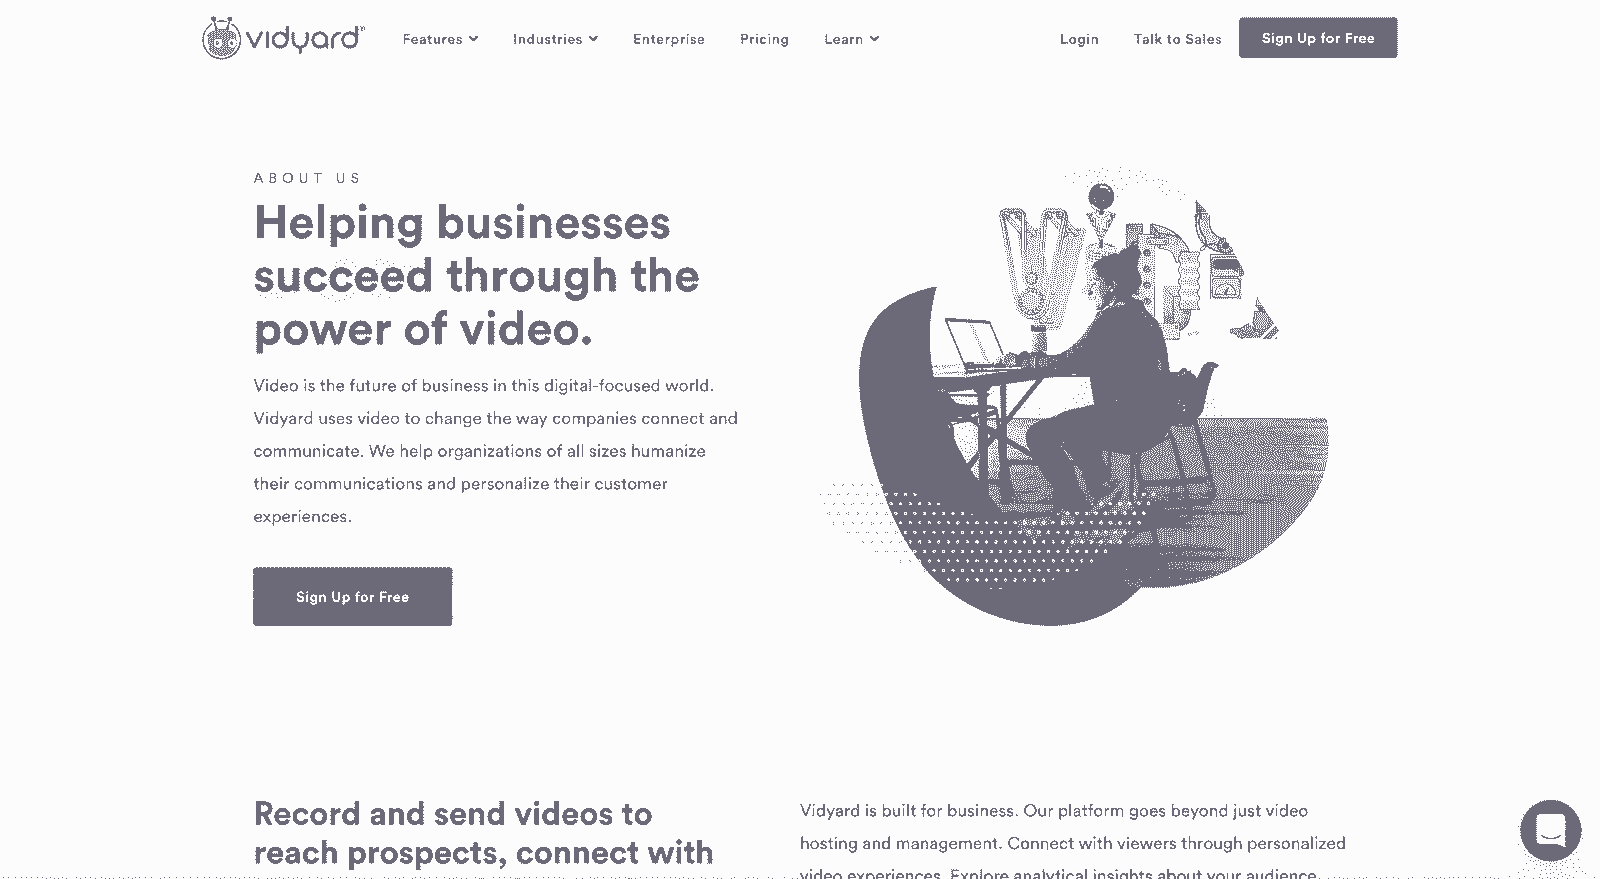 vidyard
Features
Industries
Enterprise
Pricing
Learn
Login
Talk to Sales
Sign Up for Free
ABOUT US
Helping businesses
succeed through the
power of video.
Video is the future of business in this digital-focused world.
Vidyard uses video to change the way companies connect and
communicate. We help organizations of all sizes humanize
their communications and personalize their customer
experiences.
Sign Up for Free
Record and send videos to
reach prospects, connect with
Vidyard is built for business. Our platform goes beyond just video
hosting and management. Connect with viewers through personalized
video experiences. Explore analytical insights about your audience.